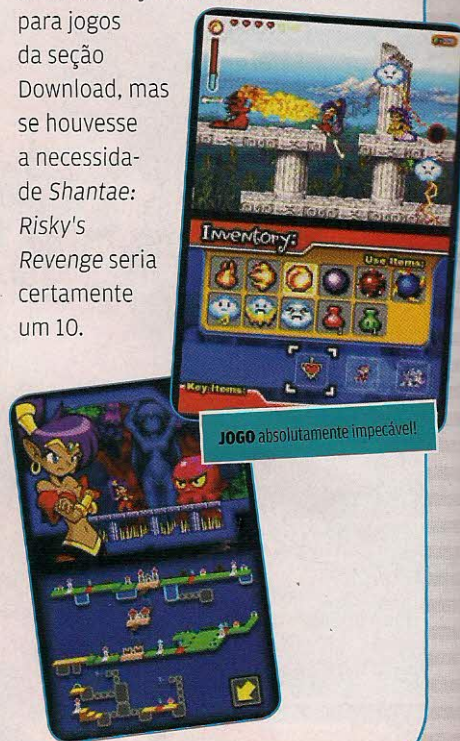 para jogos
da seção
Download, mas
se houvesse
a necessida-
de Shantae:
Risky's
Revenge seria
certamente
um 10.
Inventory:
Use Items:
Key Items:
JOGO absolutamente impecável!